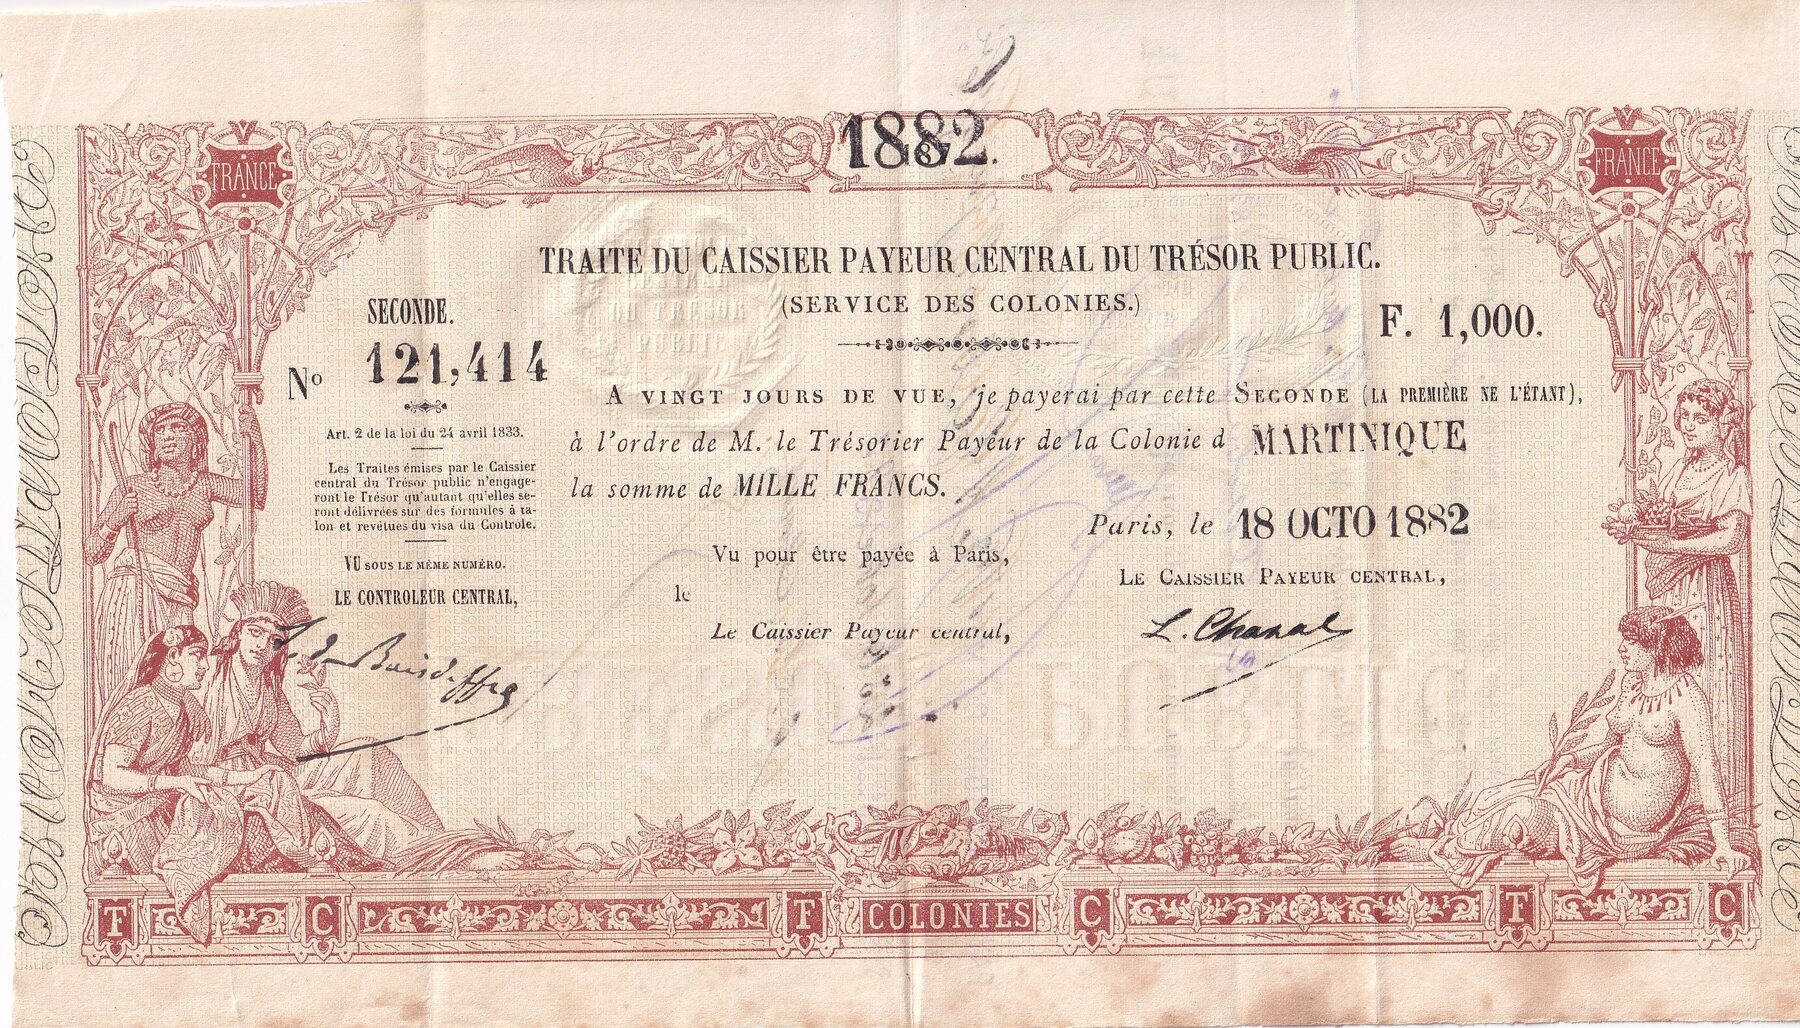 1882.
FRANCE
FRANCE
TRAITE DU CAISSIER PAYEUR CENTRAL DU TRÉSOR PUBLIC.
(SERVICE DES COLONIES.)
SECONDE.
No 121,414
F. 1,000.
Art. 2 de la loi du 24 avril 1833.
Les Traites émises par le Caissier
central du Trésor public n'engage-
ront le Trésor qu'autant qu'elles se-
ront délivrées sur des formules à ta-
lon et revêtues du visa du Contrôle.
VU SOUS LE MÊME NUMÉRO.
LE CONTROLEUR CENTRAL,
A VINGT JOURS DE VUE, je payerai par cette SECONDE (LA PREMIÈRE NE L'ÉTANT),
à l'ordre de M. le Trésorier Payeur de la Colonie d MARTINIQUE
la somme de MILLE FRANCS.
Paris, le 18 OCTO 1882
LE CAISSIER PAYEUR CENTRAL,
L. Chanal
Vu pour être payée à Paris,
le
Le Caissier Payeur central,
DU TRÉSOR
PUBLIC
T C T COLONIES C T C